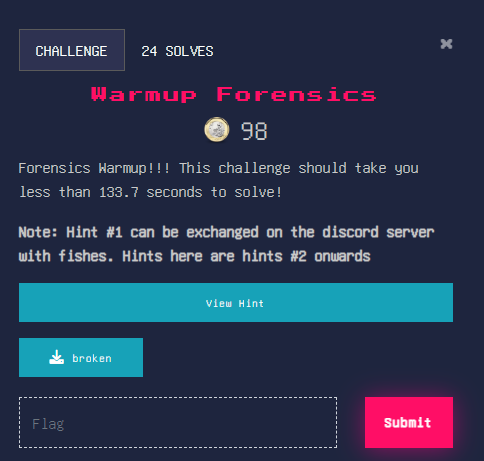 CHALLENGE 24 SOLVES
Warmup Forensics
98
Forensics Warmup!!! This challenge should take you
less than 133.7 seconds to solve!
Note: Hint #1 can be exchanged on the discord server
with fishes. Hints here are hints #2 onwards
View Hint
broken
Flag
Submit